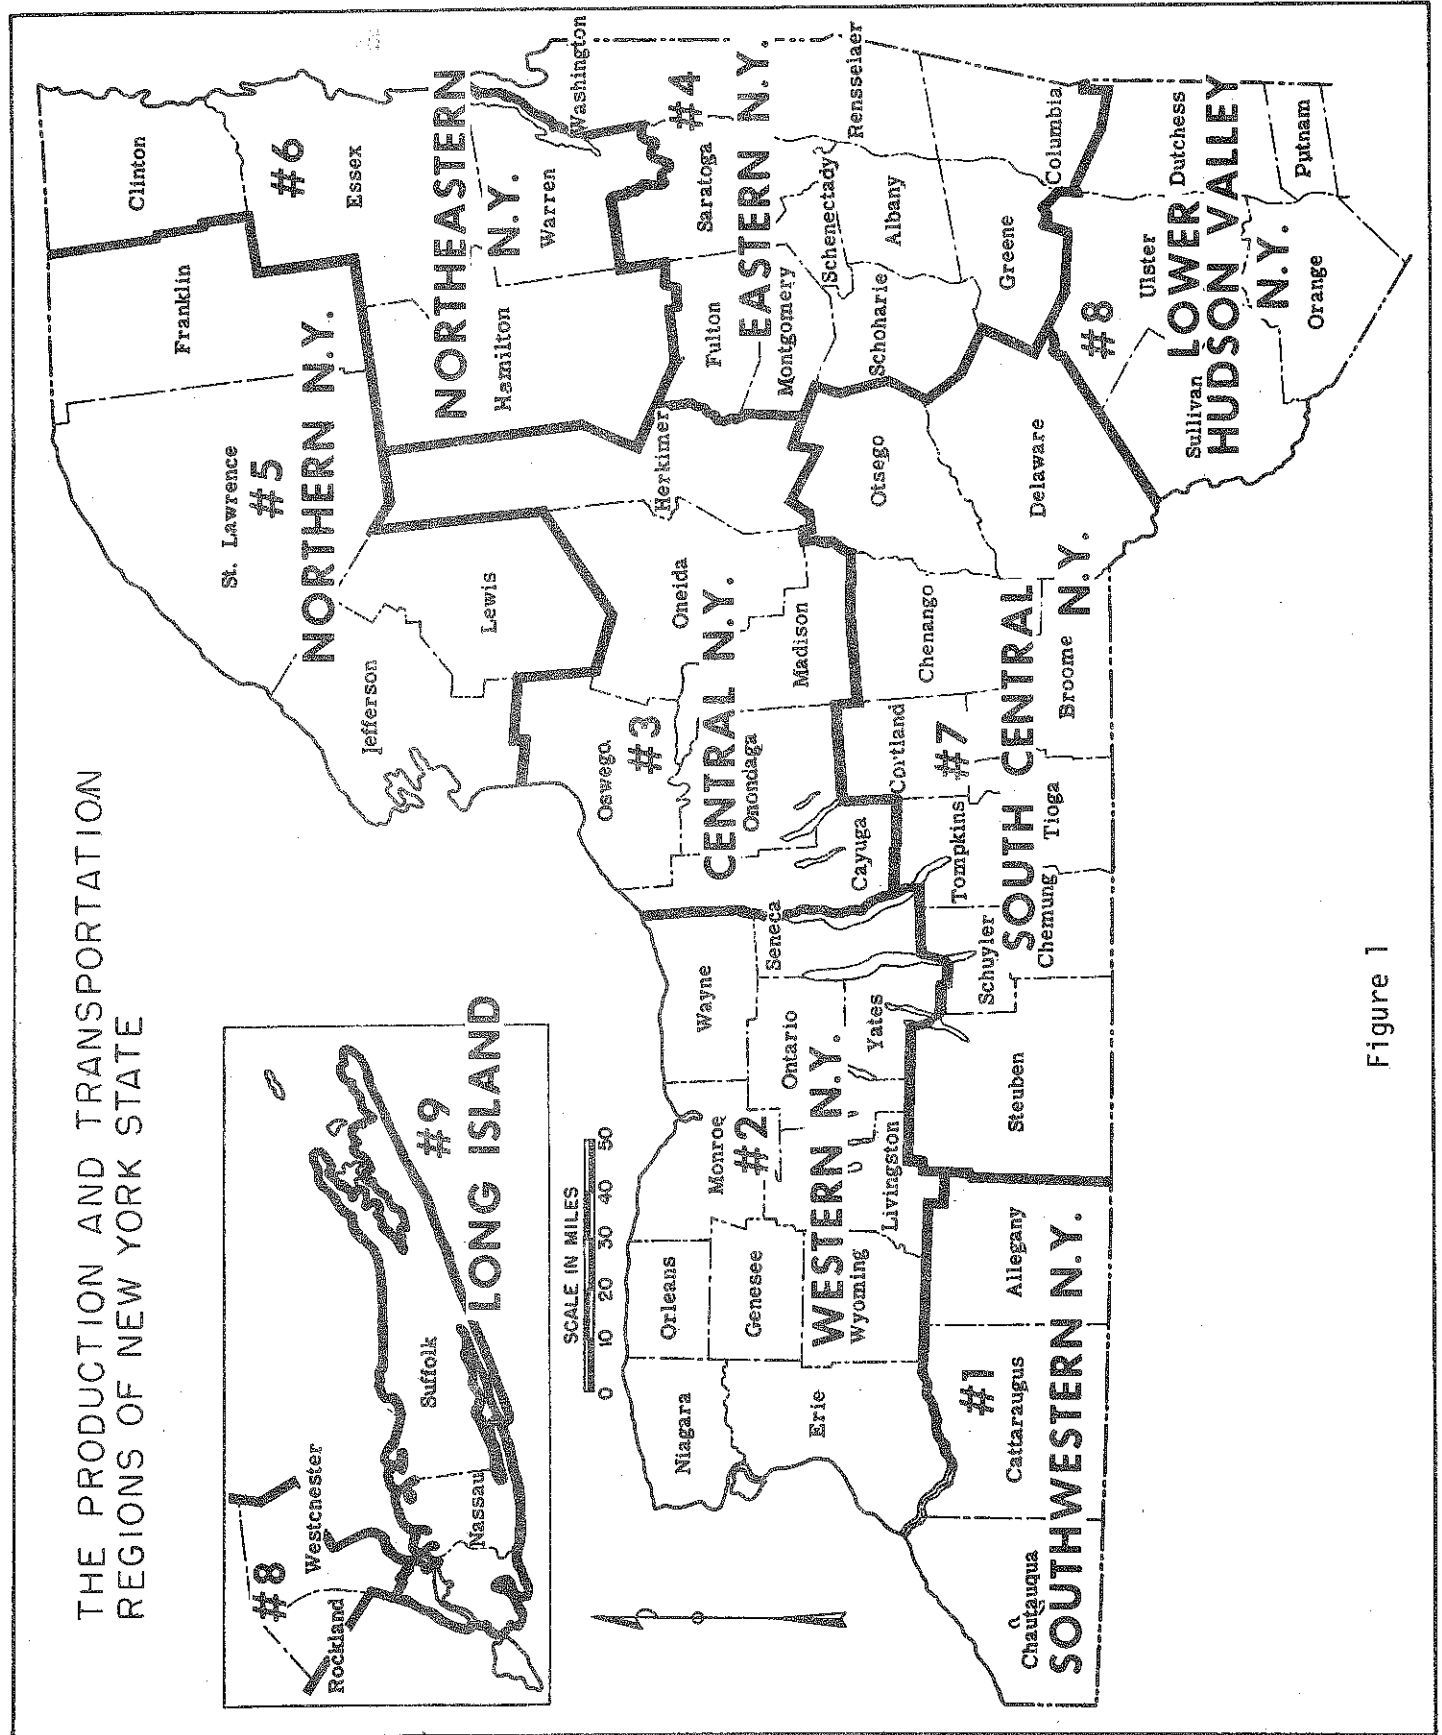 THE PRODUCTION AND TRANSPORTATION
REGIONS OF NEW YORK STATE
#8
Rockland
Westcnester
Nassau
Suffolk
#9
LONG ISLAND
SCALE IN MILES
0 10 20 30 40 50
Clinton
Franklin
St. Lawrence
#5
NORTHERN N.Y.
Jefferson
Lewis
#6
Essex
NORTHEASTERN
N.Y.
Hamilton
Warren
Washington
Oswego
#3
Oneida
Herkimer
CENTRAL N.Y.
Onondaga
Madison
Cayuga
Fulton
Saratoga
#4
EASTERN N.Y.
Montgomery
Schenectady
Rensseiaer
Schoharie
Albany
Greene
Columbia
Niagara
Orleans
Monroe
Wayne
Genesee
#2
Seneca
Ontario
Erie
WESTERN N.Y.
Wyoming
Livingston
Yates
#1
Chautauqua
Cattaraugus
Allegany
SOUTHWESTERN N.Y.
Steuben
Schuyler
Tompkins
Cortland
Chenango
Otsego
#7
SOUTH CENTRAL
N.Y.
Chemung
Tioga
Broome
Delaware
#8
Ulster
Dutchess
Sullivan
LOWER
HUDSON VALLEY
N.Y.
Orange
Putnam
Figure 1